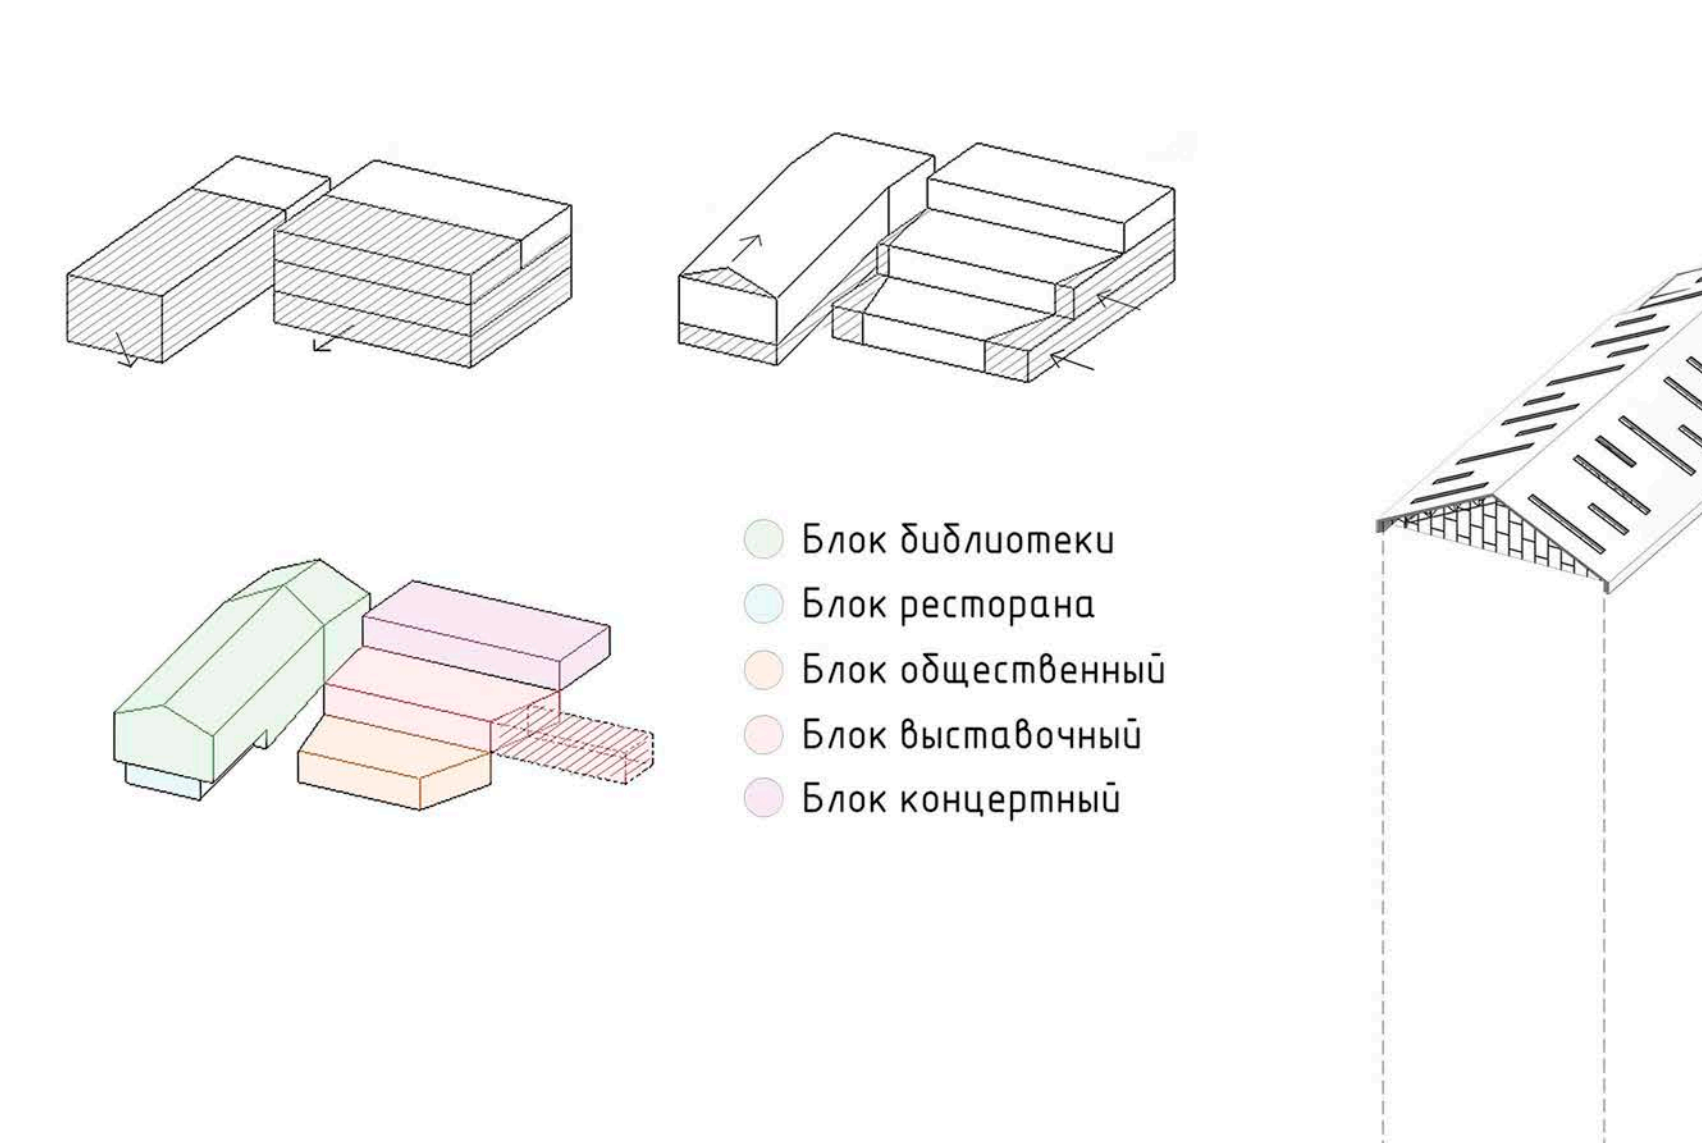 Блок библиотеки
Блок ресторана
Блок общественный
Блок выставочный
Блок концертный